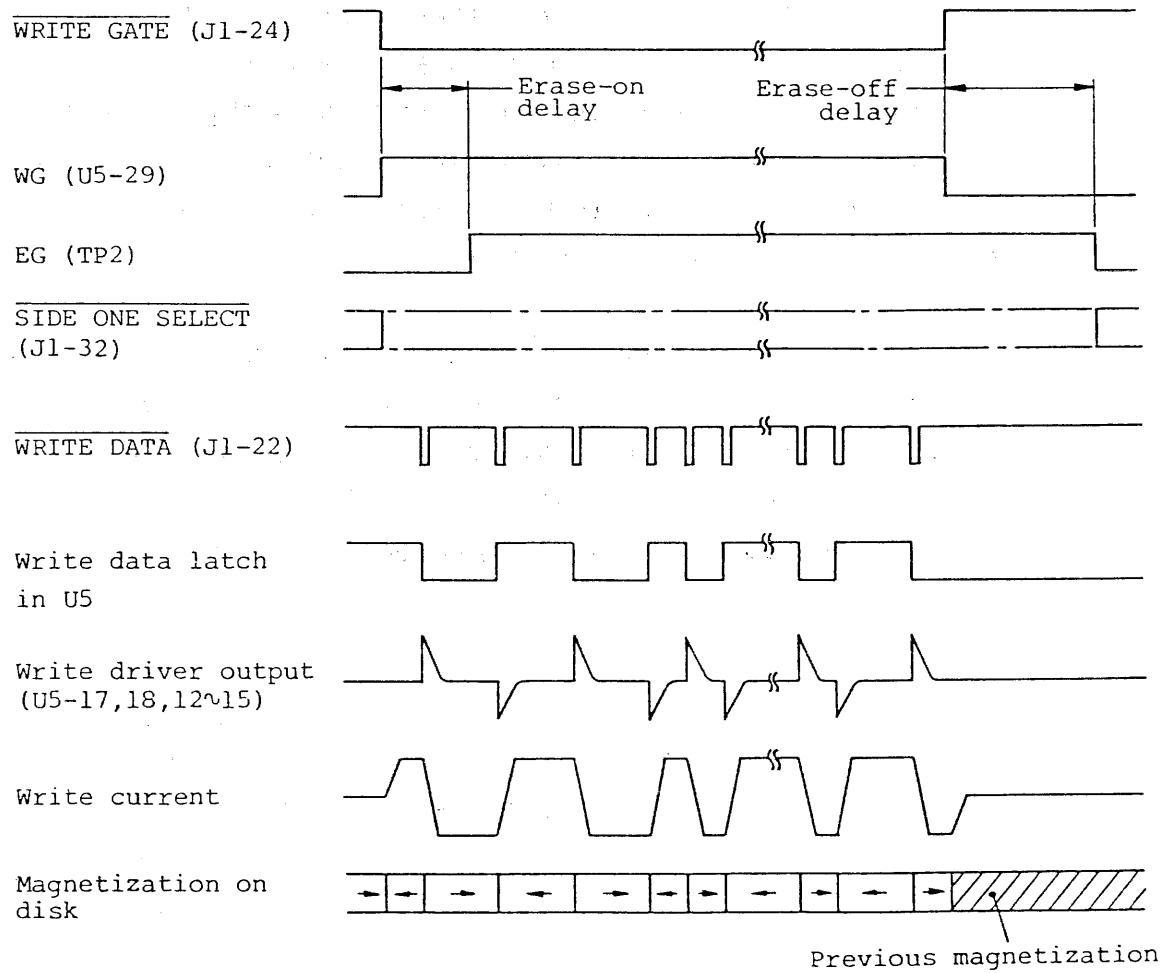 WRITE GATE (J1-24)
Erase-on
delay
Erase-off
delay
WG (U5-29)
EG (TP2)
SIDE ONE SELECT
(J1-32)
WRITE DATA (J1-22)
Write data latch
in U5
Write driver output
(U5-17,18,12∿15)
Write current
Magnetization on
disk
Previous magnetization